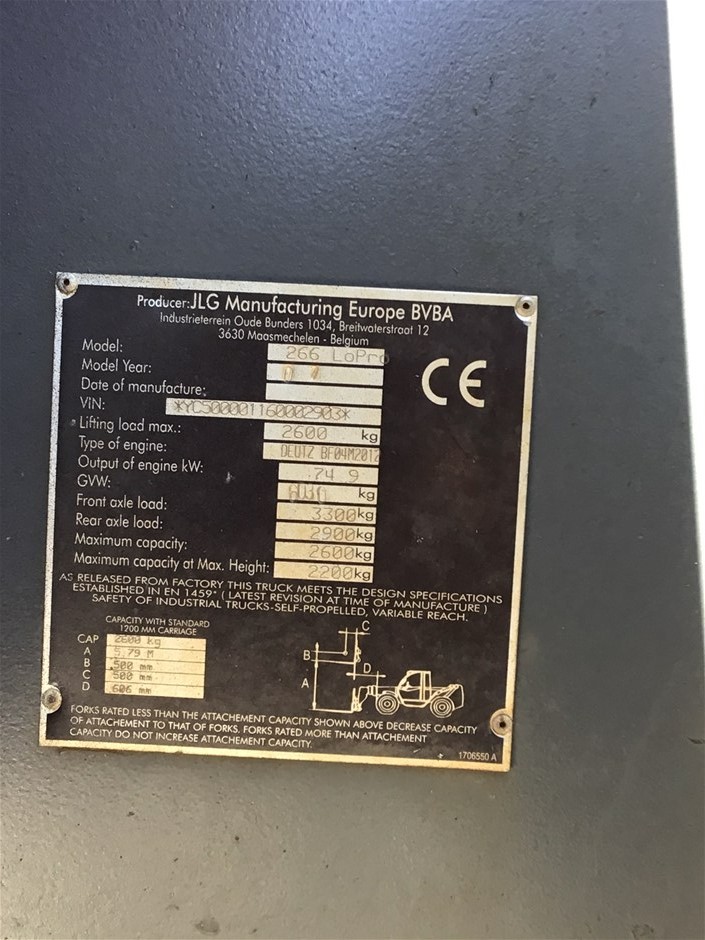 Producer: JLG Manufacturing Europe BVBA
Industrieterrein Oude Bunders 1034, Breitwaterstraat 12
3630 Maasmechelen - Belgium
CE
Model: 266 LoPro
Model Year:
Date of manufacture:
ViN: *YC5000011G0002903*
Lifting load max.: 2600 kg
Type of engine: DEUTZ BF04M2012
Output of engine kW: 74 9
GVW: kg
Front axle load: 3300kg
Rear axle load: 2900kg
Maximum capacity: 2600kg
Maximum capacity at Max. Height: 2200kg
AS RELEASED FROM FACTORY THIS TRUCK MEETS THE DESIGN SPECIFICATIONS
ESTABLISHED IN EN 1459* ( LATEST REVISION AT TIME OF MANUFACTURE )
SAFETY OF INDUSTRIAL TRUCKS-SELF-PROPELLED, VARIABLE REACH.
CAPACITY WITH STANDARD
1200 MM CARRIAGE
CAP 2600 kg
A 5.79 M
B 500 mm
C 500 mm
D 606 mm
C
B
D
A
FORKS RATED LESS THAN THE ATTACHEMENT CAPACITY SHOWN ABOVE DECREASE CAPACITY
OF ATTACHEMENT TO THAT OF FORKS. FORKS RATED MORE THAN ATTACHEMENT
CAPACITY DO NOT INCREASE ATTACHEMENT CAPACITY.
1706550 A